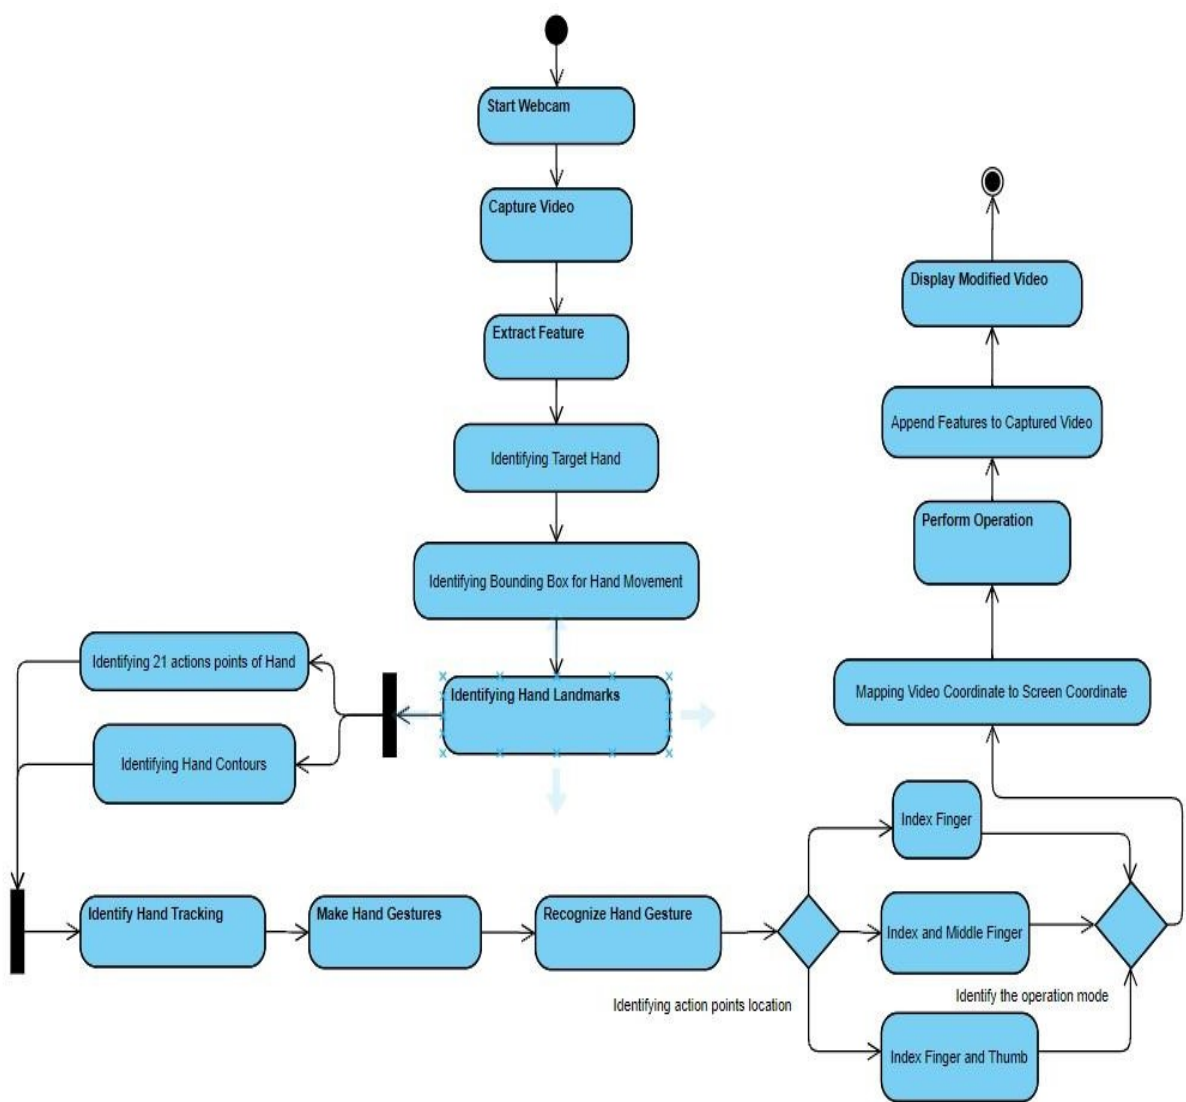 Start Webcam
Capture Video
Extract Feature
Identifying Target Hand
Identifying Bounding Box for Hand Movement
Identifying Hand Landmarks
Identifying 21 actions points of Hand
Identifying Hand Contours
Identify Hand Tracking
Make Hand Gestures
Recognize Hand Gesture
Identifying action points location
Index Finger
Index and Middle Finger
Index Finger and Thumb
Identify the operation mode
Mapping Video Coordinate to Screen Coordinate
Perform Operation
Append Features to Captured Video
Display Modified Video